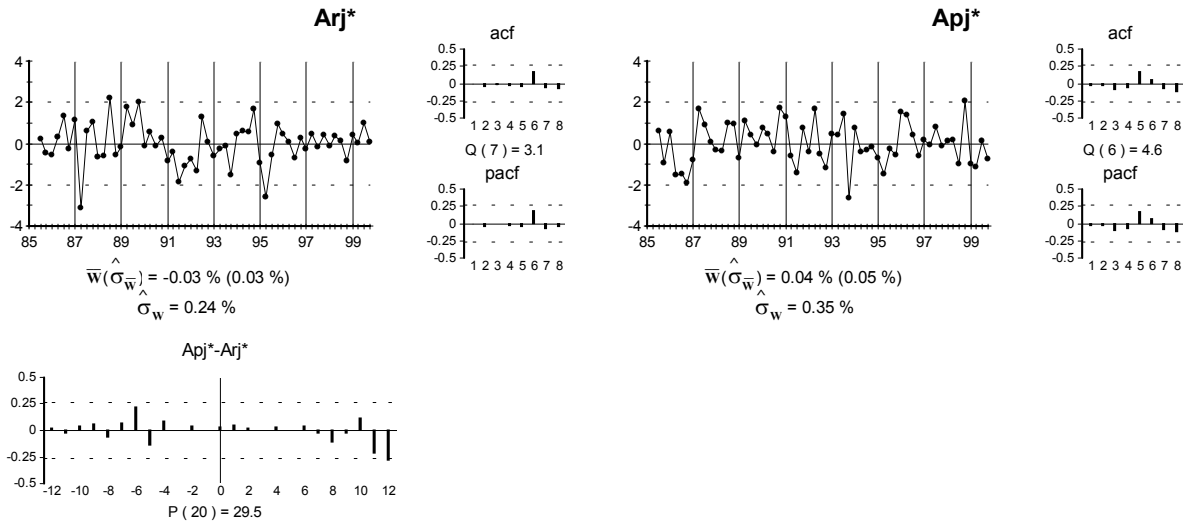 Arj*
4
2
0
-2
-4
85 87 89 91 93 95 97 99
w̅(σ̂w̅) = -0.03 % (0.03 %)
σ̂w = 0.24 %
acf
0.5
0.25
0
-0.25
-0.5
1 2 3 4 5 6 7 8
Q ( 7 ) = 3.1
pacf
0.5
0.25
0
-0.25
-0.5
1 2 3 4 5 6 7 8
Apj*
4
2
0
-2
-4
85 87 89 91 93 95 97 99
w̅(σ̂w̅) = 0.04 % (0.05 %)
σ̂w = 0.35 %
acf
0.5
0.25
0
-0.25
-0.5
1 2 3 4 5 6 7 8
Q ( 6 ) = 4.6
pacf
0.5
0.25
0
-0.25
-0.5
1 2 3 4 5 6 7 8
Apj*-Arj*
0.5
0.25
0
-0.25
0.5
-12 -10 -8 -6 -4 -2 0 2 4 6 8 10 12
P ( 20 ) = 29.5